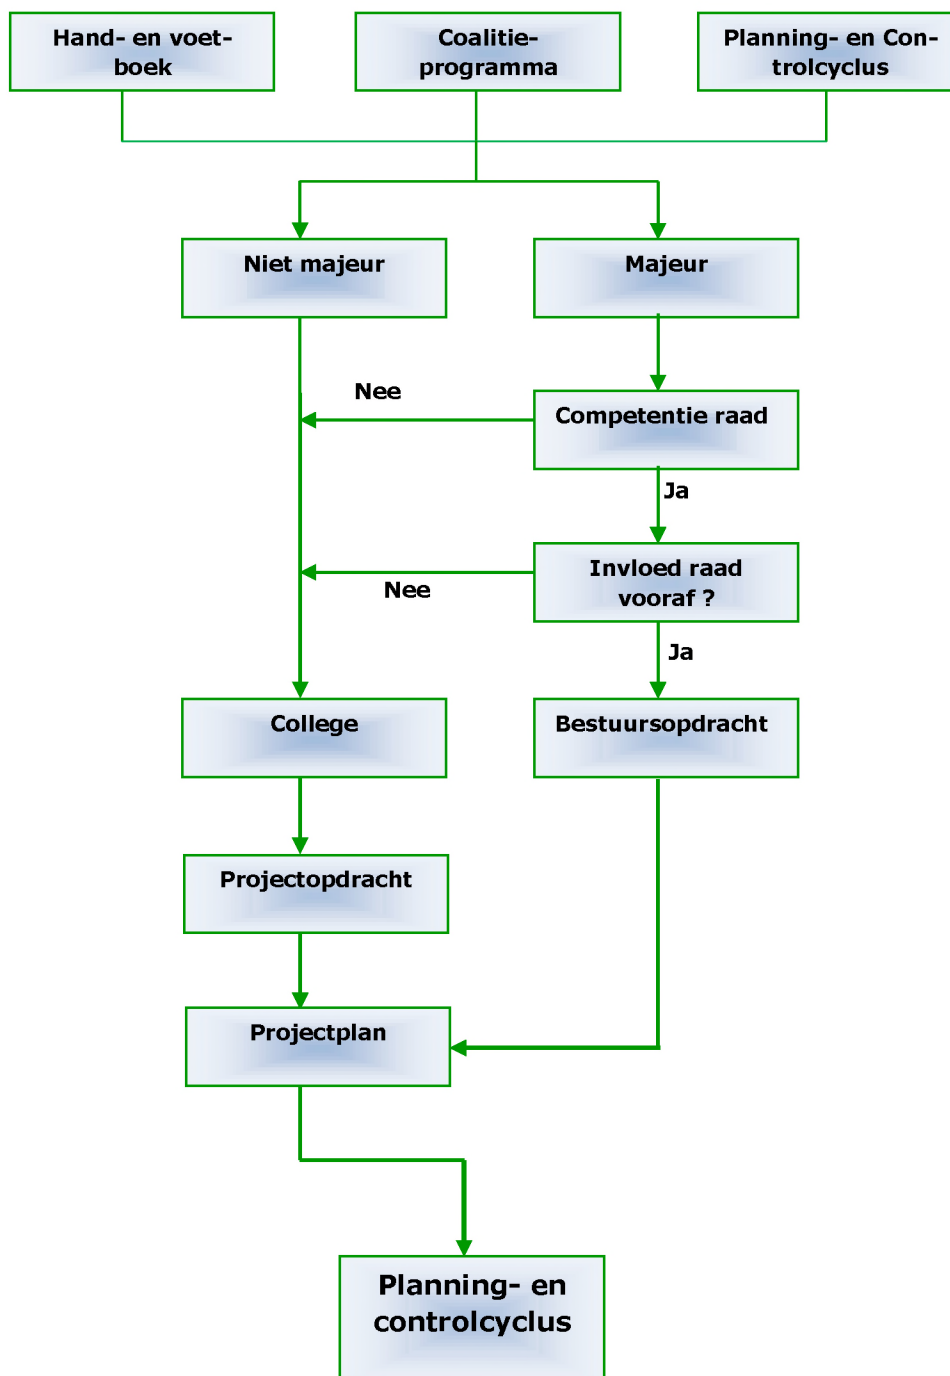 Hand- en voet-
boek
Coalitie-
programma
Planning- en Con-
trolcyclus
Niet majeur
Majeur
Nee
Competentie raad
Ja
Invloed raad
vooraf ?
Nee
Ja
College
Bestuursopdracht
Projectopdracht
Projectplan
Planning- en
controlcyclus